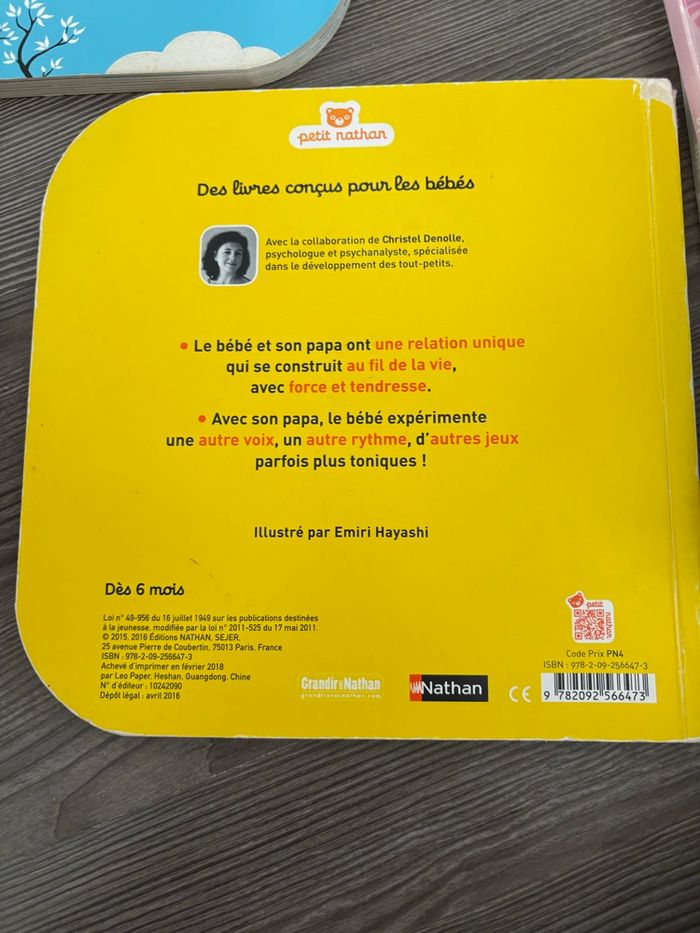 petit nathan
Des livres conçus pour les bébés
Avec la collaboration de Christel Denolle,
psychologue et psychanalyste, spécialisée
dans le développement des tout-petits.
• Le bébé et son papa ont une relation unique
qui se construit au fil de la vie,
avec force et tendresse.
• Avec son papa, le bébé expérimente
une autre voix, un autre rythme, d'autres jeux
parfois plus toniques !
Illustré par Emiri Hayashi
Dès 6 mois
Loi n° 49-956 du 16 juillet 1949 sur les publications destinées
à la jeunesse, modifiée par la loi n° 2011-525 du 17 mai 2011.
© 2015, 2016 Éditions NATHAN, SEJER,
25 avenue Pierre de Coubertin, 75013 Paris, France
ISBN : 978-2-09-256647-3
Achevé d'imprimer en février 2018
par Leo Paper, Heshan, Guangdong, Chine
N° d'éditeur : 10242090
Dépôt légal : avril 2016
Grandir avec Nathan
grandiravecnathan.com
Nathan
CE
petit nathan
Code Prix PN4
ISBN : 978-2-09-256647-3
9 782092 566473